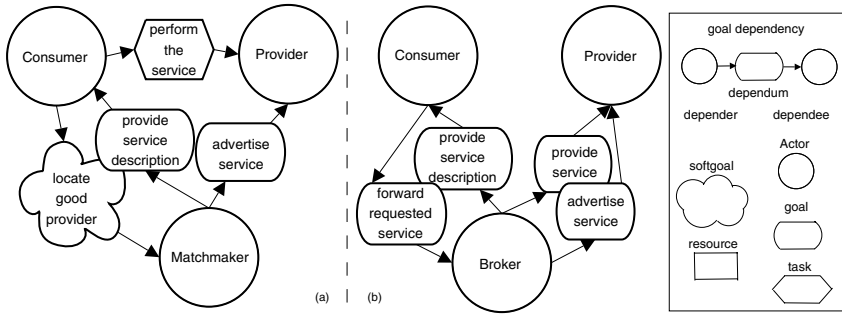 Consumer
perform
the
service
Provider
provide
service
description
advertise
service
locate
good
provider
Matchmaker
(a)
(b)
Consumer
Provider
provide
service
description
provide
service
forward
requested
service
advertise
service
Broker
goal dependency
dependum
depender
dependee
Actor
softgoal
goal
resource
task